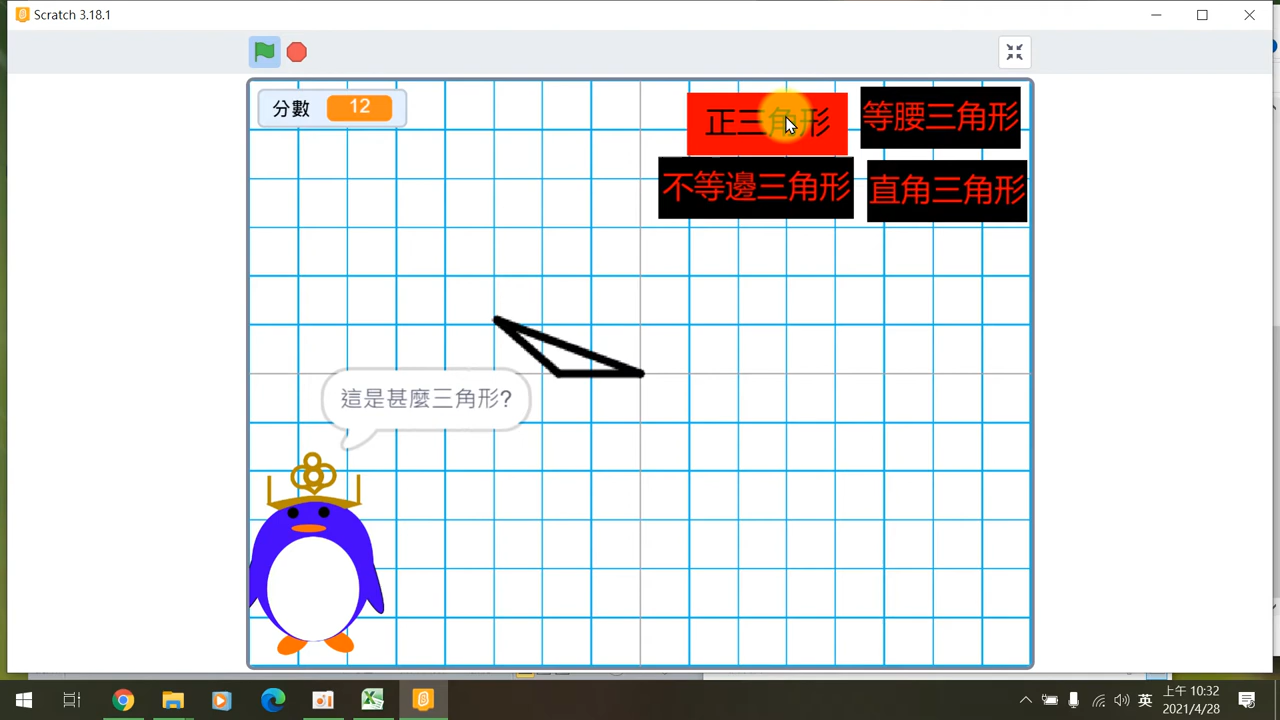 Scratch 3.18.1
分數 12
正三角形
等腰三角形
不等邊三角形
直角三角形
這是甚麼三角形?
英
上午 10:32
2021/4/28